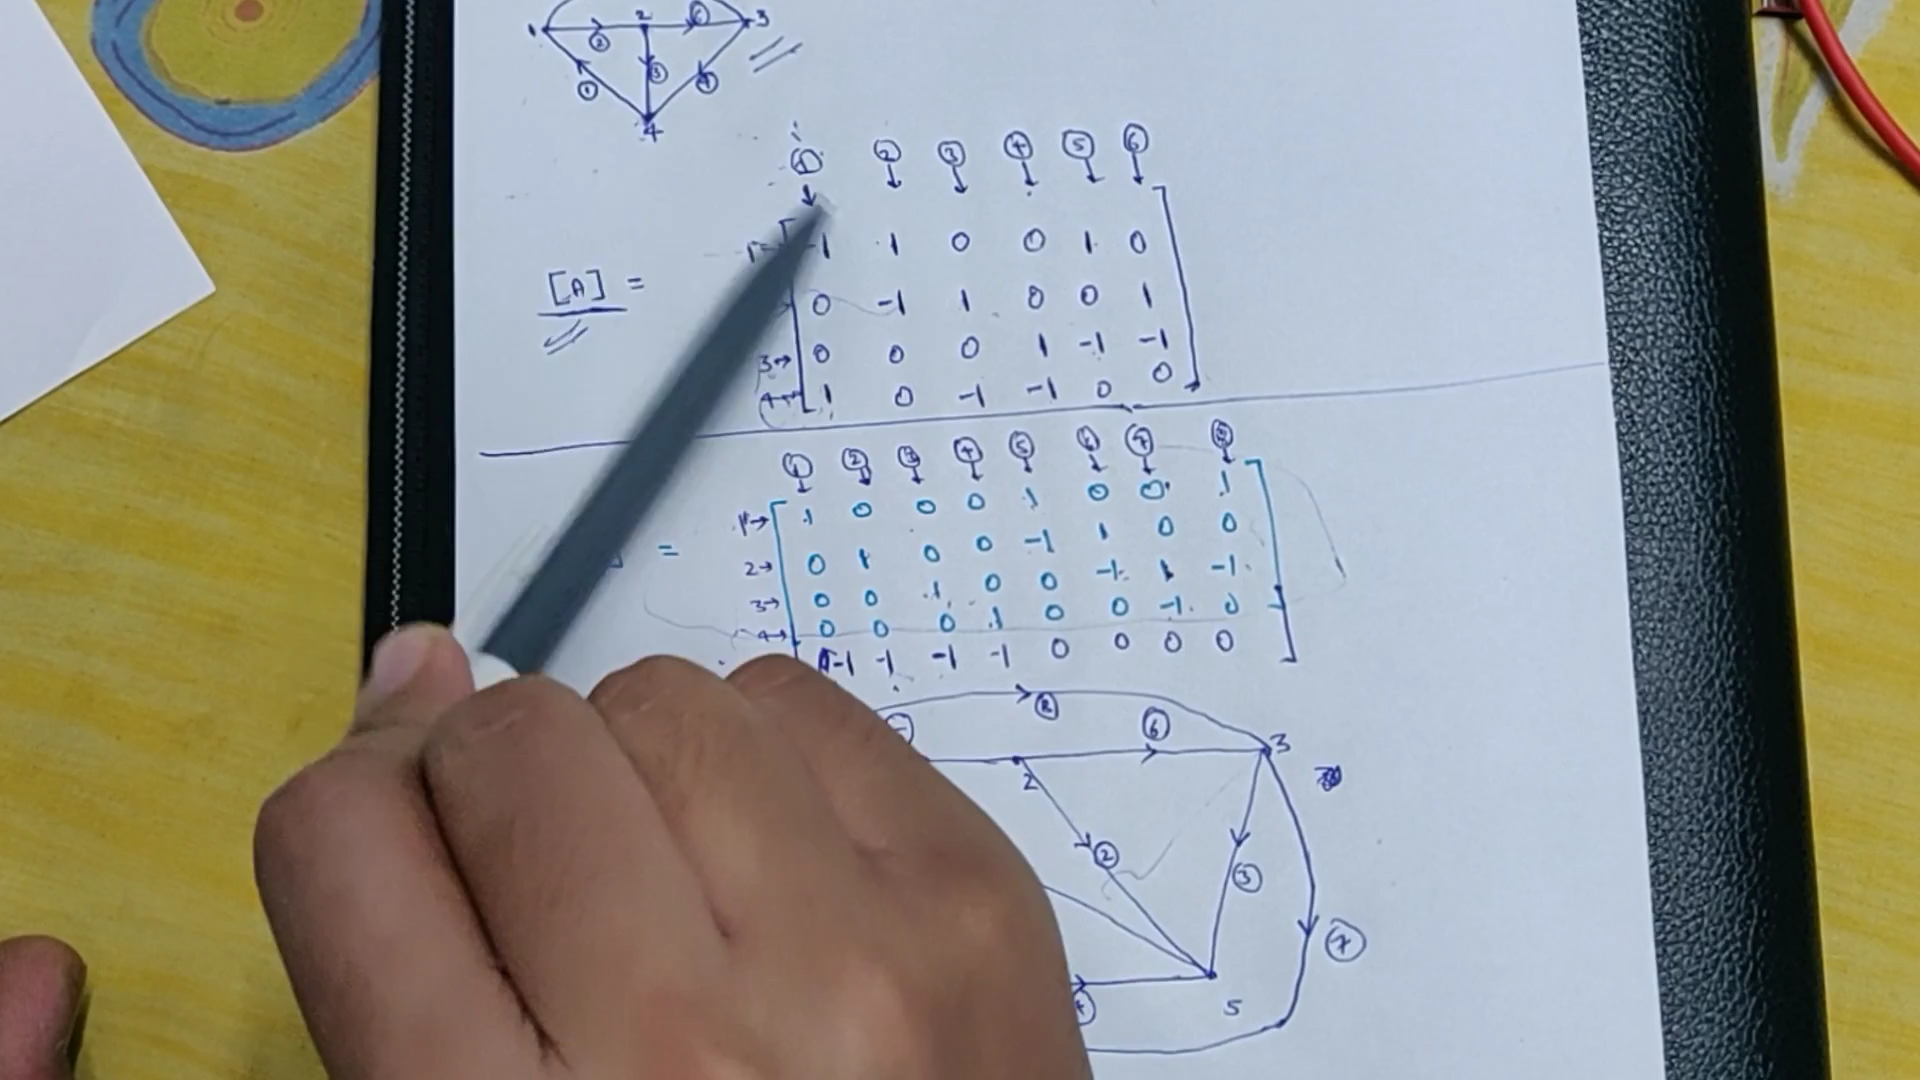 1 2 6 3
2
3
1 4
4
1 2 3 4 5 6
-1 1 0 0 1 0
[A] =
0 -1 1 0 0 1
3→ 0 0 0 1 -1 -1
4→ 1 0 -1 -1 0 0
1 2 3 4 5 6 7 8
1→ 1 0 0 0 1 0 0 1
= 2→ 0 1 0 0 -1 1 0 0
3→ 0 0 1 0 0 -1 1 -1
4→ 0 0 0 1 0 0 -1 0
-1 -1 -1 -1 0 0 0 0
8
6
3
2
2
3
7
4 5